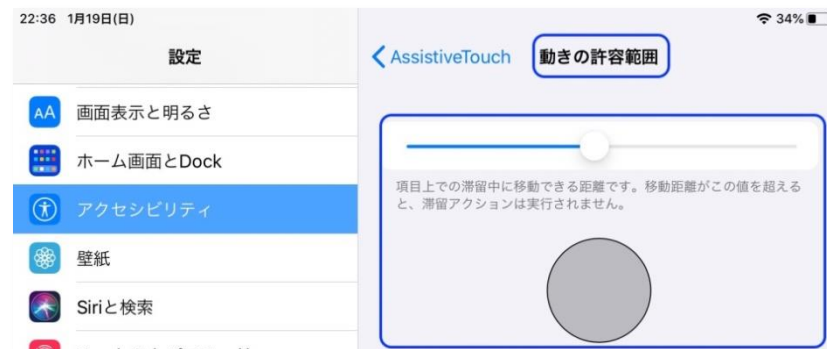 22:36 1月19日(日)
34%
設定
AssistiveTouch
動きの許容範囲
AA 画面表示と明るさ
ホーム画面とDock
アクセシビリティ
壁紙
Siriと検索
項目上での滞留中に移動できる距離です。移動距離がこの値を超える
と、滞留アクションは実行されません。